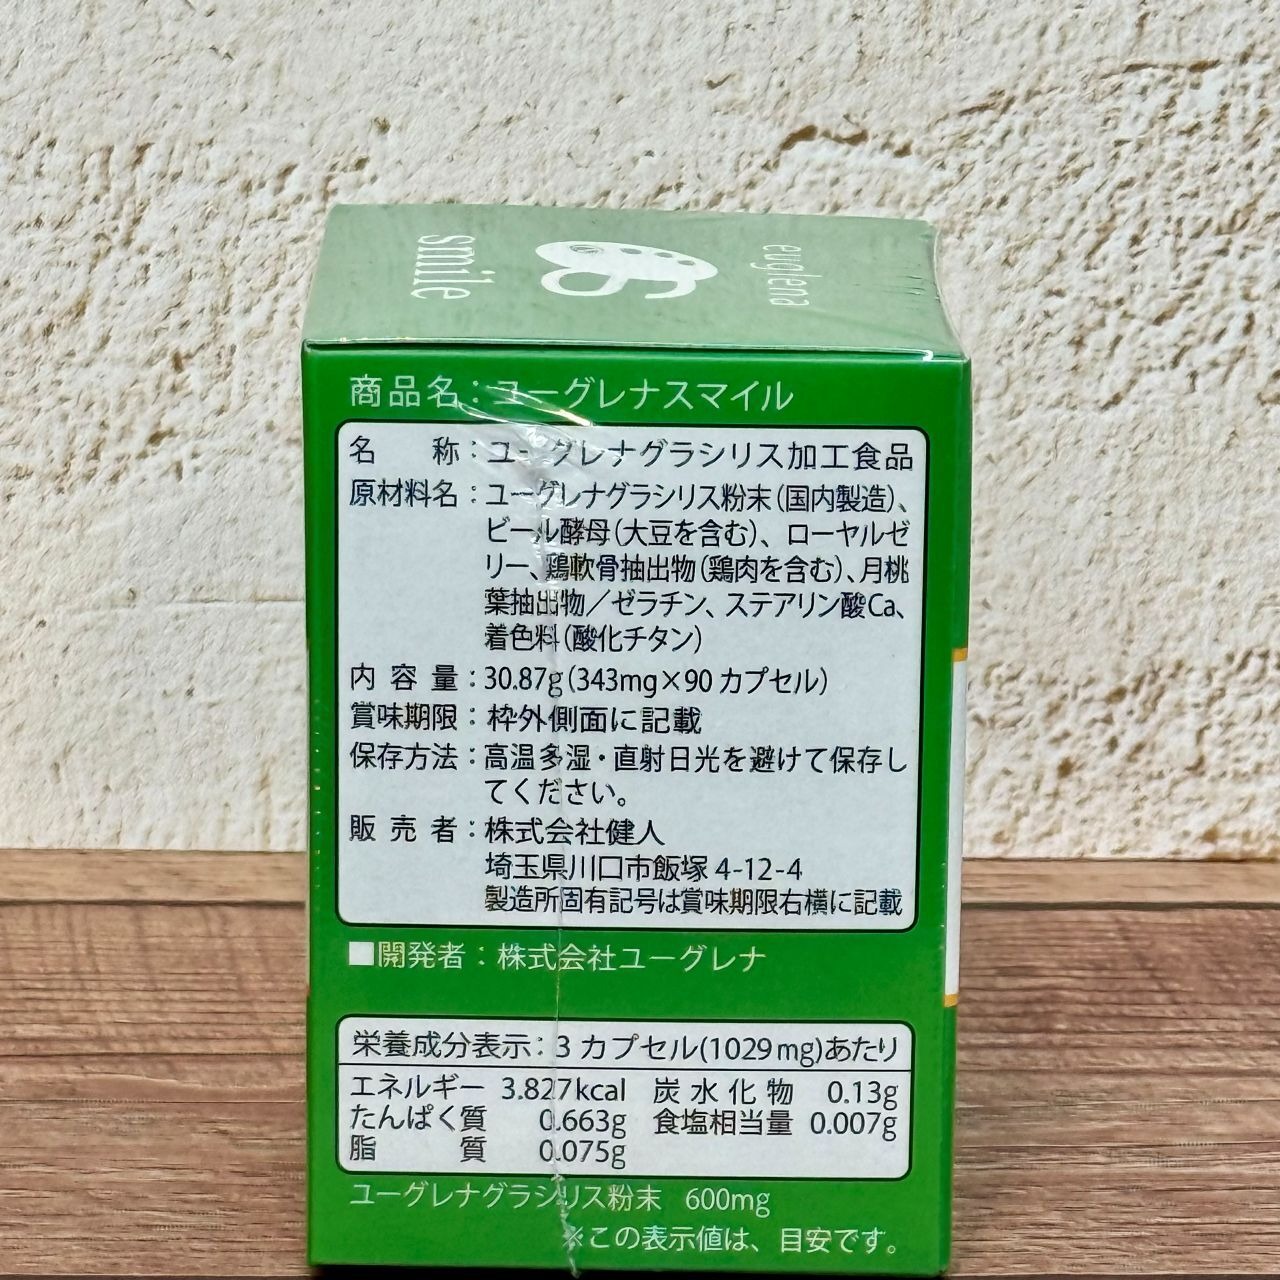 euglena
smile
商品名：ユーグレナスマイル
名称：ユーグレナグラシリス加工食品
原材料名：ユーグレナグラシリス粉末（国内製造）、
ビール酵母（大豆を含む）、ローヤルゼ
リー、鶏軟骨抽出物（鶏肉を含む）、月桃
葉抽出物／ゼラチン、ステアリン酸Ca、
着色料（酸化チタン）
内容量：30.87g（343mg×90カプセル）
賞味期限：枠外側面に記載
保存方法：高温多湿・直射日光を避けて保存し
てください。
販売者：株式会社健人
埼玉県川口市飯塚4-12-4
製造所固有記号は賞味期限右横に記載
■開発者：株式会社ユーグレナ
栄養成分表示：3カプセル(1029mg)あたり
エネルギー 3.827kcal 炭水化物 0.13g
たんぱく質 0.663g 食塩相当量 0.007g
脂質 0.075g
ユーグレナグラシリス粉末 600mg
※この表示値は、目安です。